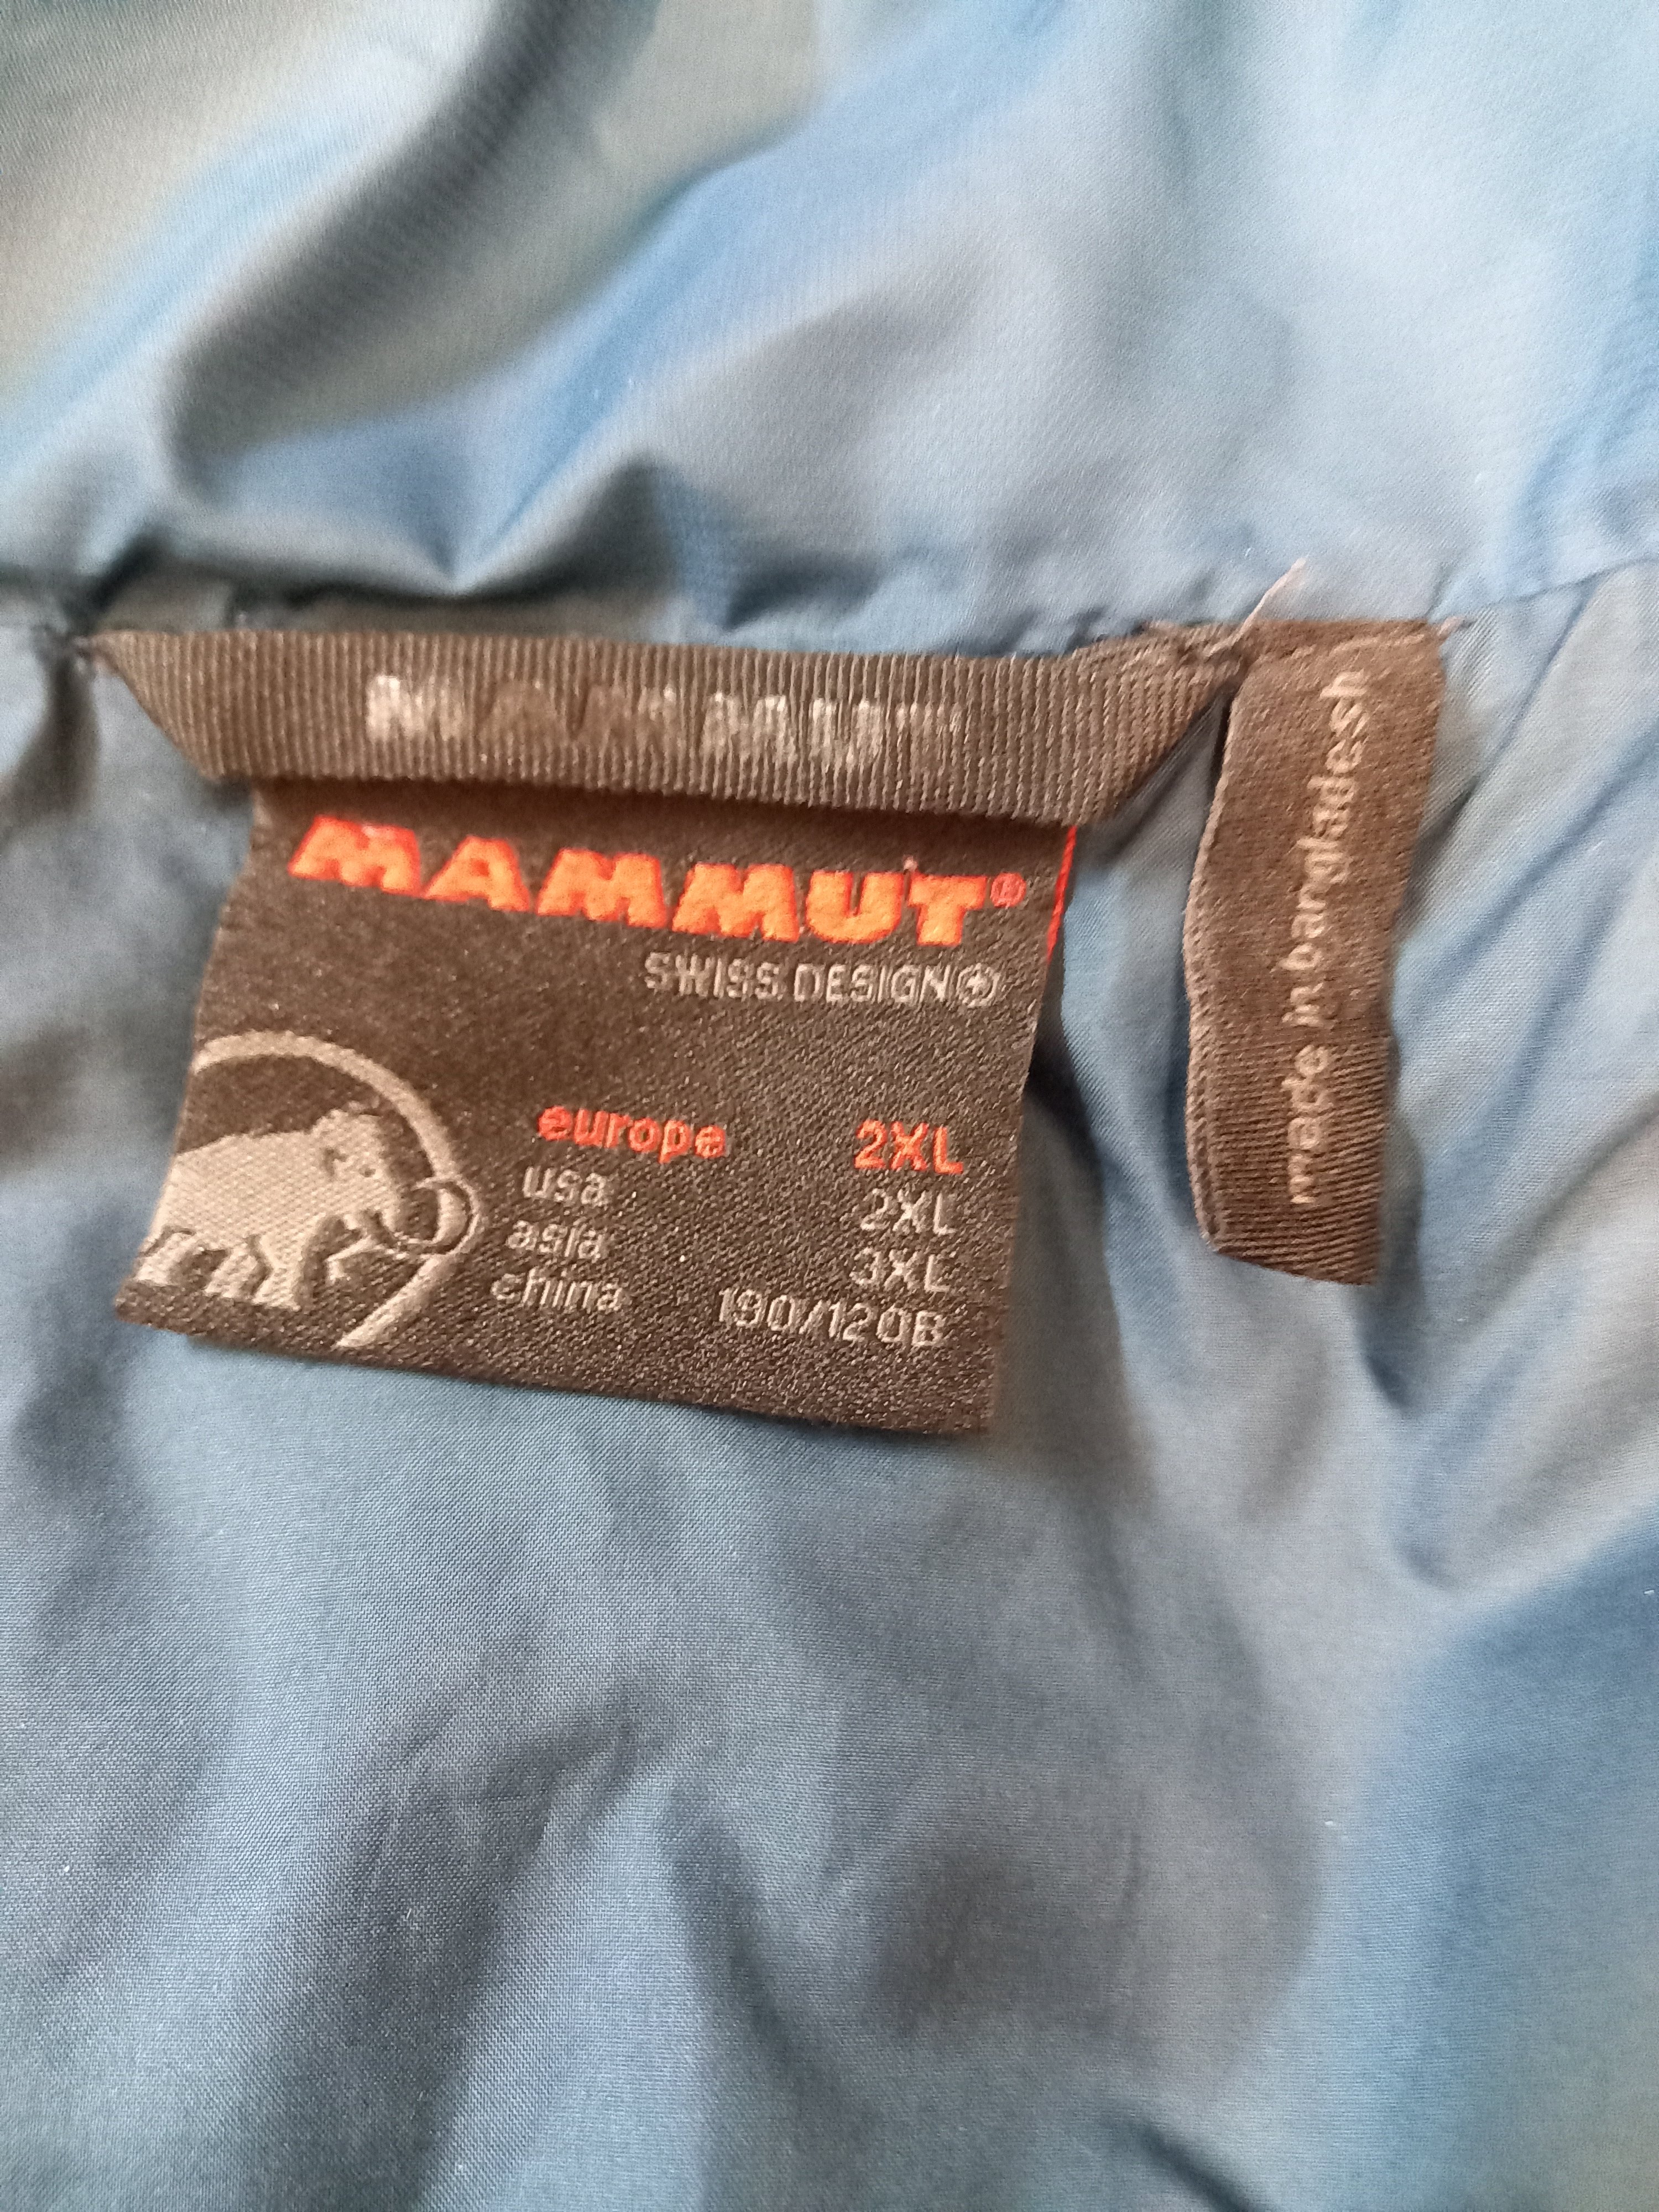 MAMMUT
MAMMUT®
SWISS DESIGN
europe 2XL
usa 2XL
asia 3XL
china 190/120B
made in bangladesh